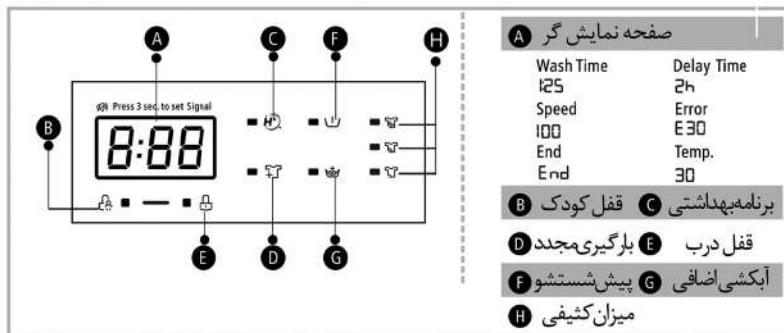 A
C
F
H
Press 3 sec. to set Signal
B
8:88
E
D
G
صفحه نمایش گر A
Wash Time Delay Time
1:25 2h
Speed Error
100 E30
End Temp.
End 30
برنامه‌بهداشتی C قفل کودک B
قفل درب E بارگیری‌مجدد D
آبکشی اضافی G پیش‌شستشو F
میزان کثیفی H